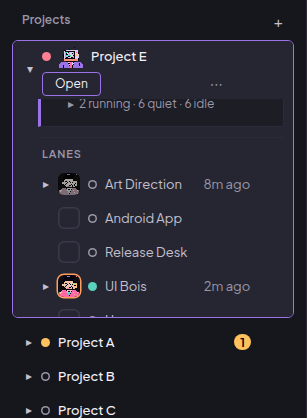 Projects
+
Project E
Open
...
2 running · 6 quiet · 6 idle
LANES
Art Direction 8m ago
Android App
Release Desk
UI Bois 2m ago
Project A 1
Project B
Project C